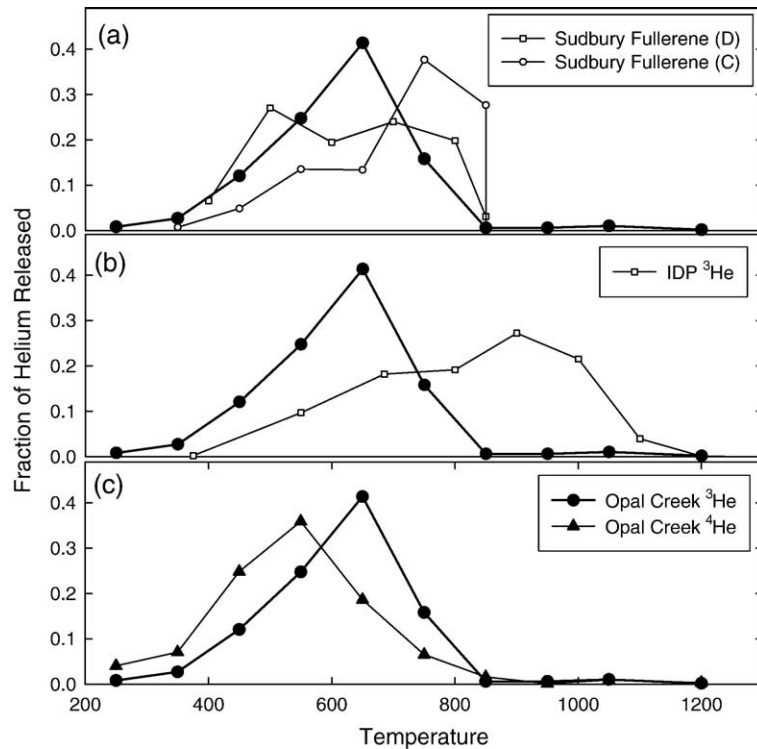 (a)
Sudbury Fullerene (D)
Sudbury Fullerene (C)
0.4
0.3
0.2
0.1
0.0
(b)
IDP ³He
0.4
0.3
0.2
0.1
0.0
(c)
Opal Creek ³He
Opal Creek ⁴He
0.4
0.3
0.2
0.1
0.0
Fraction of Helium Released
200 400 600 800 1000 1200
Temperature